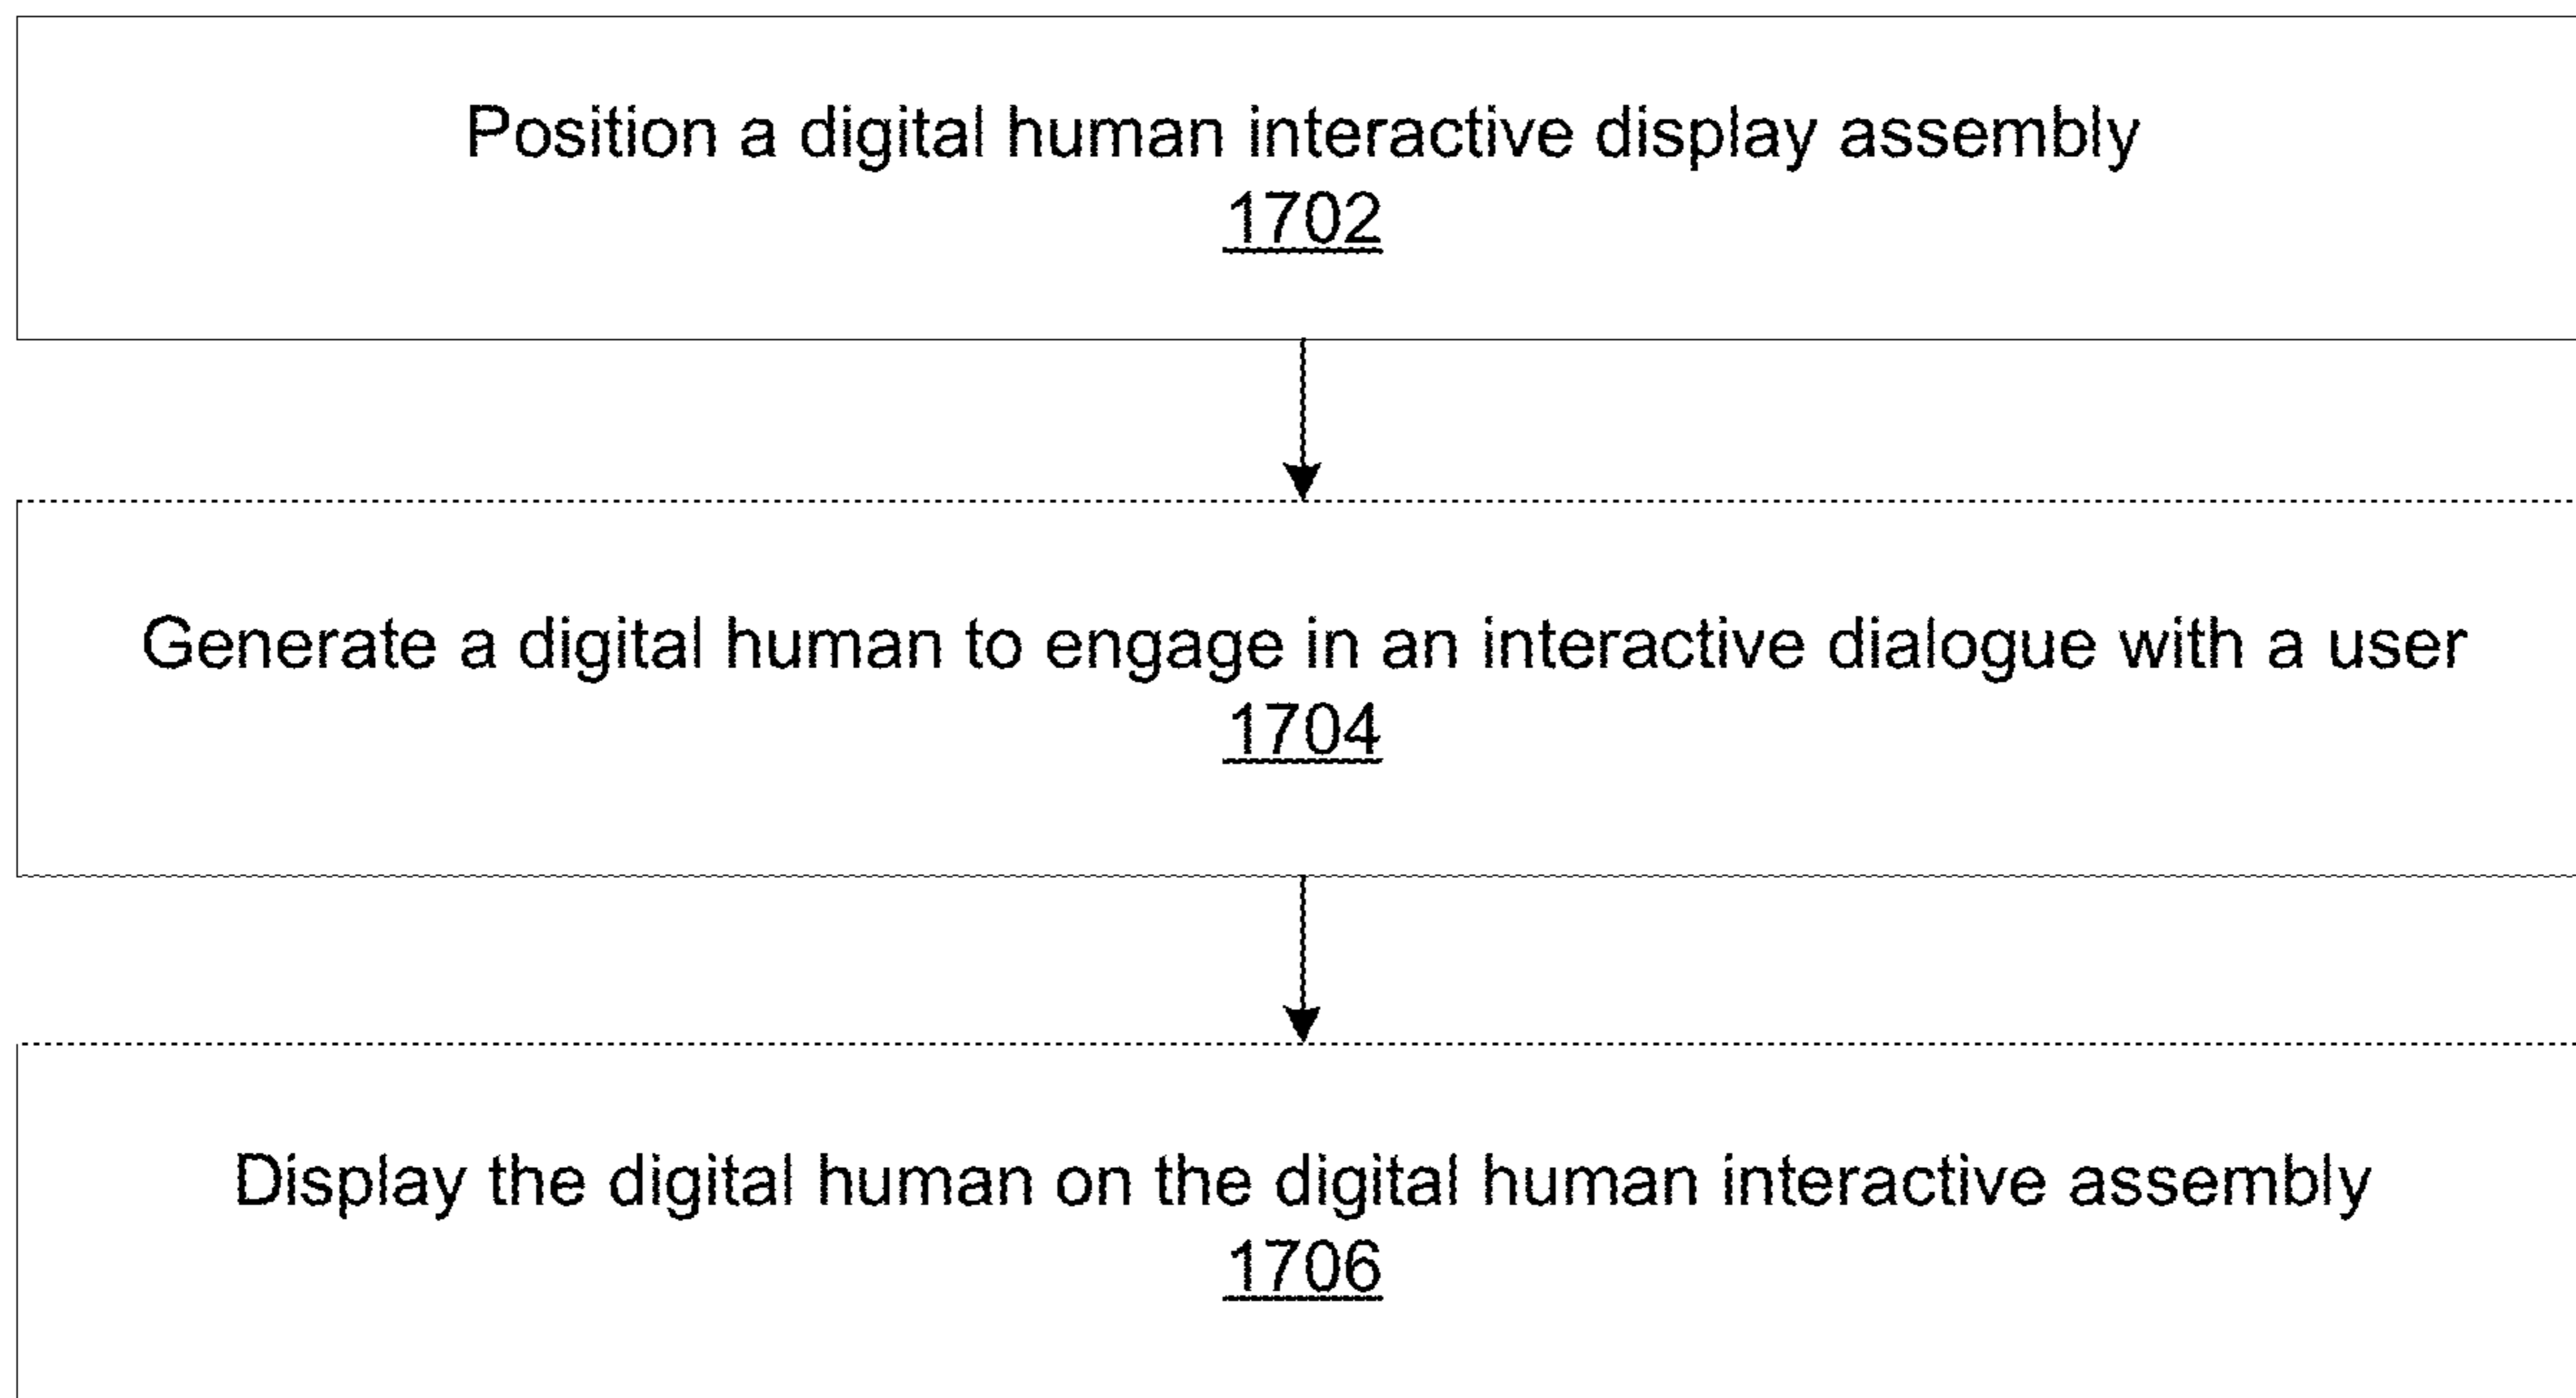 Position a digital human interactive display assembly
1702
Generate a digital human to engage in an interactive dialogue with a user
1704
Display the digital human on the digital human interactive assembly
1706